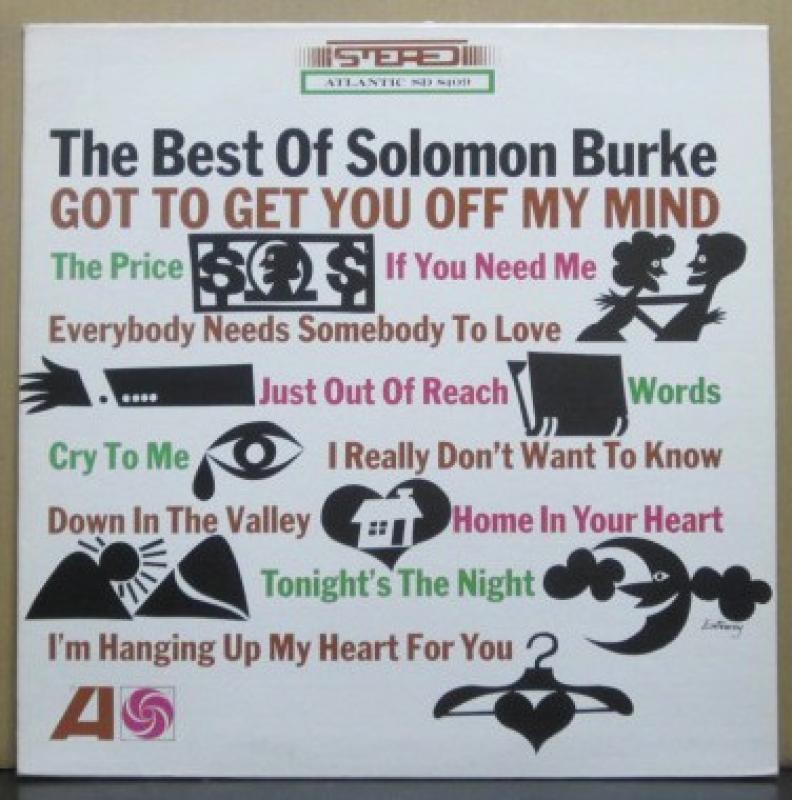 STEREO
ATLANTIC SD 8109
The Best Of Solomon Burke
GOT TO GET YOU OFF MY MIND
The Price $ $ If You Need Me
Everybody Needs Somebody To Love
Just Out Of Reach Words
Cry To Me I Really Don't Want To Know
Down In The Valley Home In Your Heart
Tonight's The Night
I'm Hanging Up My Heart For You
A